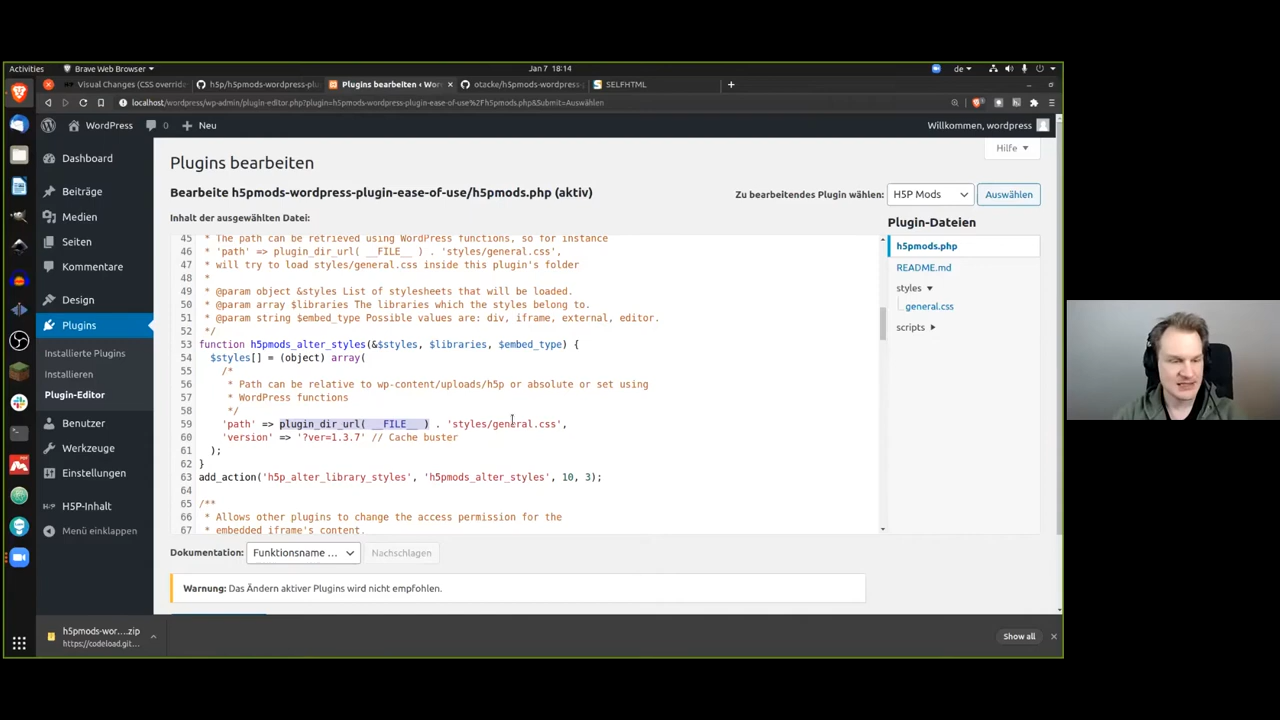 Activities
Brave Web Browser
Jan 7 18:14
de
Visual Changes (CSS override
h5p/h5pmods-wordpress-plu
Plugins bearbeiten ‹ Wor
otacke/h5pmods-wordpress-
SELFHTML
localhost/wordpress/wp-admin/plugin-editor.php?plugin=h5pmods-wordpress-plugin-ease-of-use%2Fh5pmods.php&Submit=Auswählen
WordPress
0
Neu
Willkommen, wordpress
Hilfe
Dashboard
Beiträge
Medien
Seiten
Kommentare
Design
Plugins
Installierte Plugins
Installieren
Plugin-Editor
Benutzer
Werkzeuge
Einstellungen
H5P-Inhalt
Menü einklappen
Plugins bearbeiten
Bearbeite h5pmods-wordpress-plugin-ease-of-use/h5pmods.php (aktiv)
Zu bearbeitendes Plugin wählen:
H5P Mods
Auswählen
Inhalt der ausgewählten Datei:
45 * The path can be retrieved using WordPress functions, so for instance
46 * 'path' => plugin_dir_url( __FILE__ ) . 'styles/general.css',
47 * will try to load styles/general.css inside this plugin's folder
48 *
49 * @param object &styles List of stylesheets that will be loaded.
50 * @param array $libraries The libraries which the styles belong to.
51 * @param string $embed_type Possible values are: div, iframe, external, editor.
52 */
53 function h5pmods_alter_styles(&$styles, $libraries, $embed_type) {
54 $styles[] = (object) array(
55 /*
56 * Path can be relative to wp-content/uploads/h5p or absolute or set using
57 * WordPress functions
58 */
59 'path' => plugin_dir_url( __FILE__ ) . 'styles/general.css',
60 'version' => '?ver=1.3.7' // Cache buster
61 );
62 }
63 add_action('h5p_alter_library_styles', 'h5pmods_alter_styles', 10, 3);
64
65 /**
66 * Allows other plugins to change the access permission for the
67 * embedded iframe's content.
Plugin-Dateien
h5pmods.php
README.md
styles
general.css
scripts
Dokumentation:
Funktionsname ...
Nachschlagen
Warnung: Das Ändern aktiver Plugins wird nicht empfohlen.
h5pmods-wor....zip
https://codeload.git...
Show all